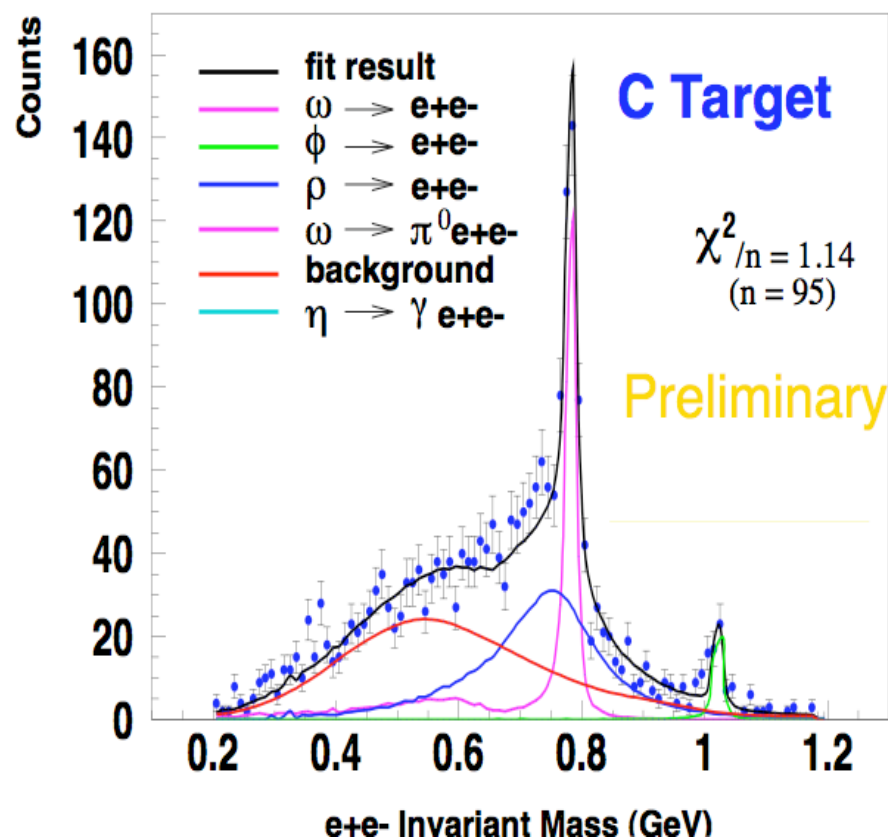 Counts
160
140
120
100
80
60
40
20
0
fit result
ω → e+e-
ϕ → e+e-
ρ → e+e-
ω → π⁰e+e-
background
η → γ e+e-
C Target
χ²/n = 1.14
(n = 95)
Preliminary
0.2 0.4 0.6 0.8 1 1.2
e+e- Invariant Mass (GeV)